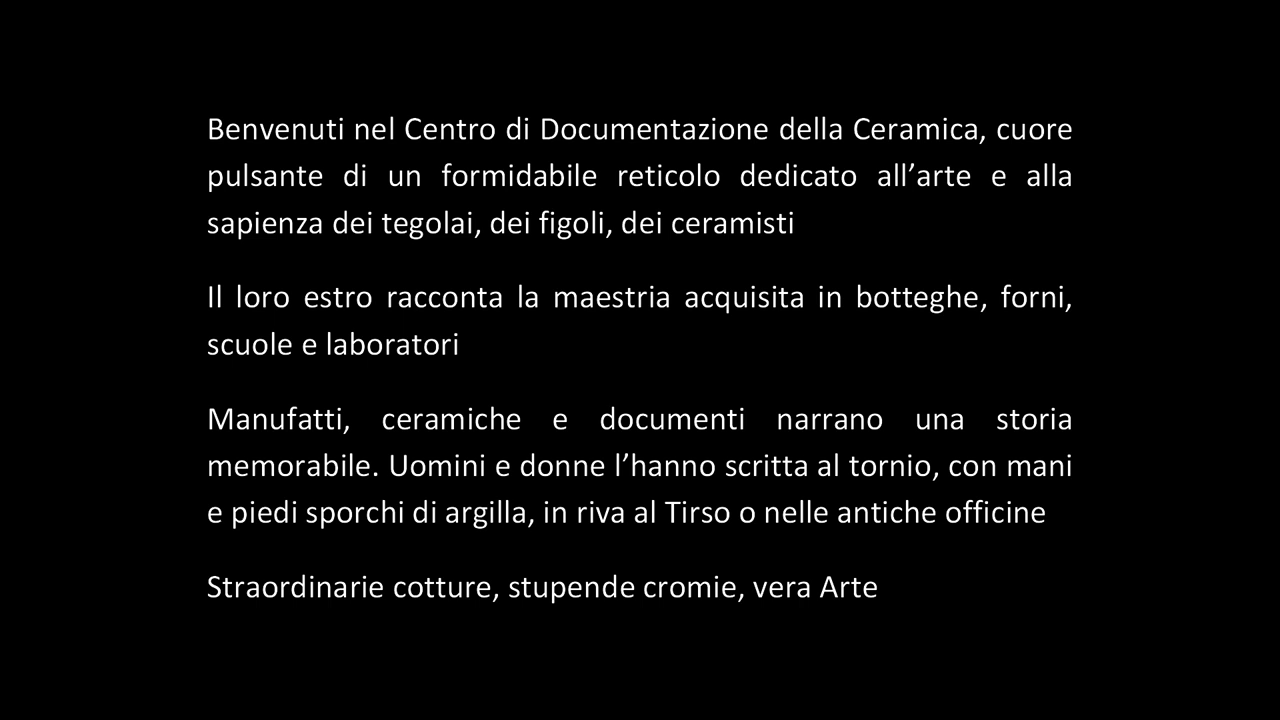 Benvenuti nel Centro di Documentazione della Ceramica, cuore
pulsante di un formidabile reticolo dedicato all’arte e alla
sapienza dei tegolai, dei figoli, dei ceramisti
Il loro estro racconta la maestria acquisita in botteghe, forni,
scuole e laboratori
Manufatti, ceramiche e documenti narrano una storia
memorabile. Uomini e donne l’hanno scritta al tornio, con mani
e piedi sporchi di argilla, in riva al Tirso o nelle antiche officine
Straordinarie cotture, stupende cromie, vera Arte